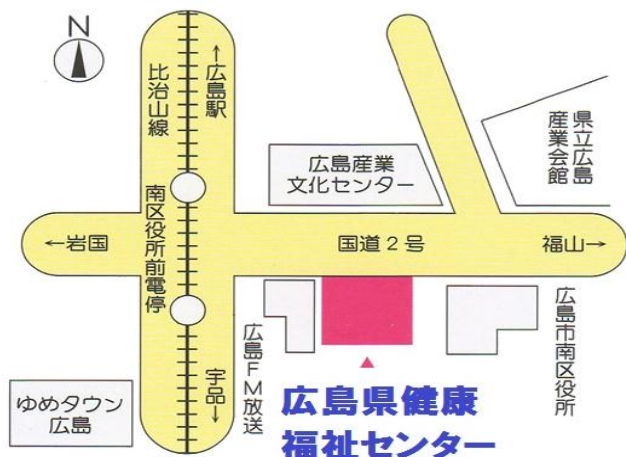 N
比治山線
↑広島駅
広島産業
文化センター
県立広島
産業会館
←岩国
南区役所前電停
国道2号
福山→
広島FM放送
宇品→
広島市南区役所
ゆめタウン
広島
広島県健康
福祉センター